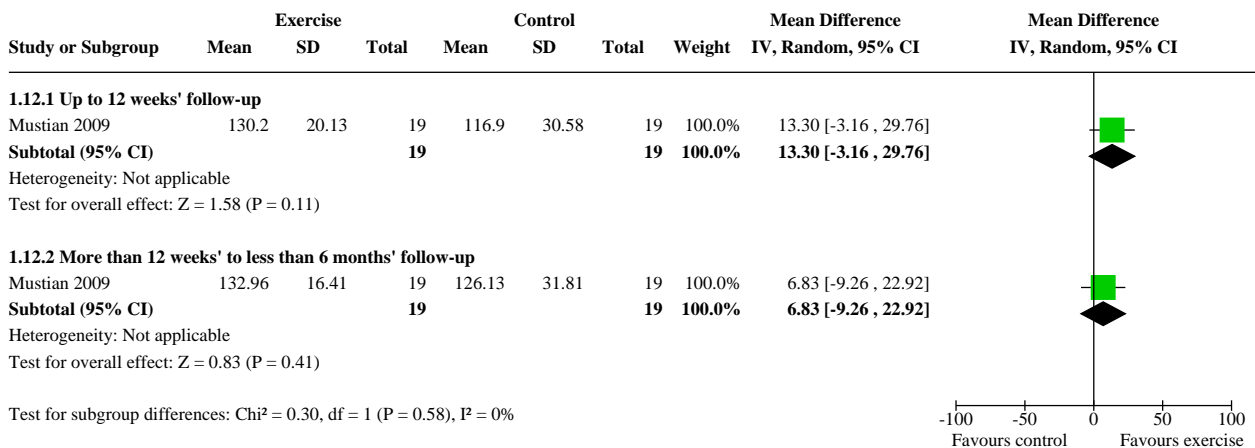 Exercise Control Mean Difference Mean Difference
Study or Subgroup Mean SD Total Mean SD Total Weight IV, Random, 95% CI IV, Random, 95% CI
1.12.1 Up to 12 weeks' follow-up
Mustian 2009 130.2 20.13 19 116.9 30.58 19 100.0% 13.30 [-3.16 , 29.76]
Subtotal (95% CI) 19 19 100.0% 13.30 [-3.16 , 29.76]
Heterogeneity: Not applicable
Test for overall effect: Z = 1.58 (P = 0.11)
1.12.2 More than 12 weeks' to less than 6 months' follow-up
Mustian 2009 132.96 16.41 19 126.13 31.81 19 100.0% 6.83 [-9.26 , 22.92]
Subtotal (95% CI) 19 19 100.0% 6.83 [-9.26 , 22.92]
Heterogeneity: Not applicable
Test for overall effect: Z = 0.83 (P = 0.41)
Test for subgroup differences: Chi² = 0.30, df = 1 (P = 0.58), I² = 0%
-100 -50 0 50 100
Favours control Favours exercise